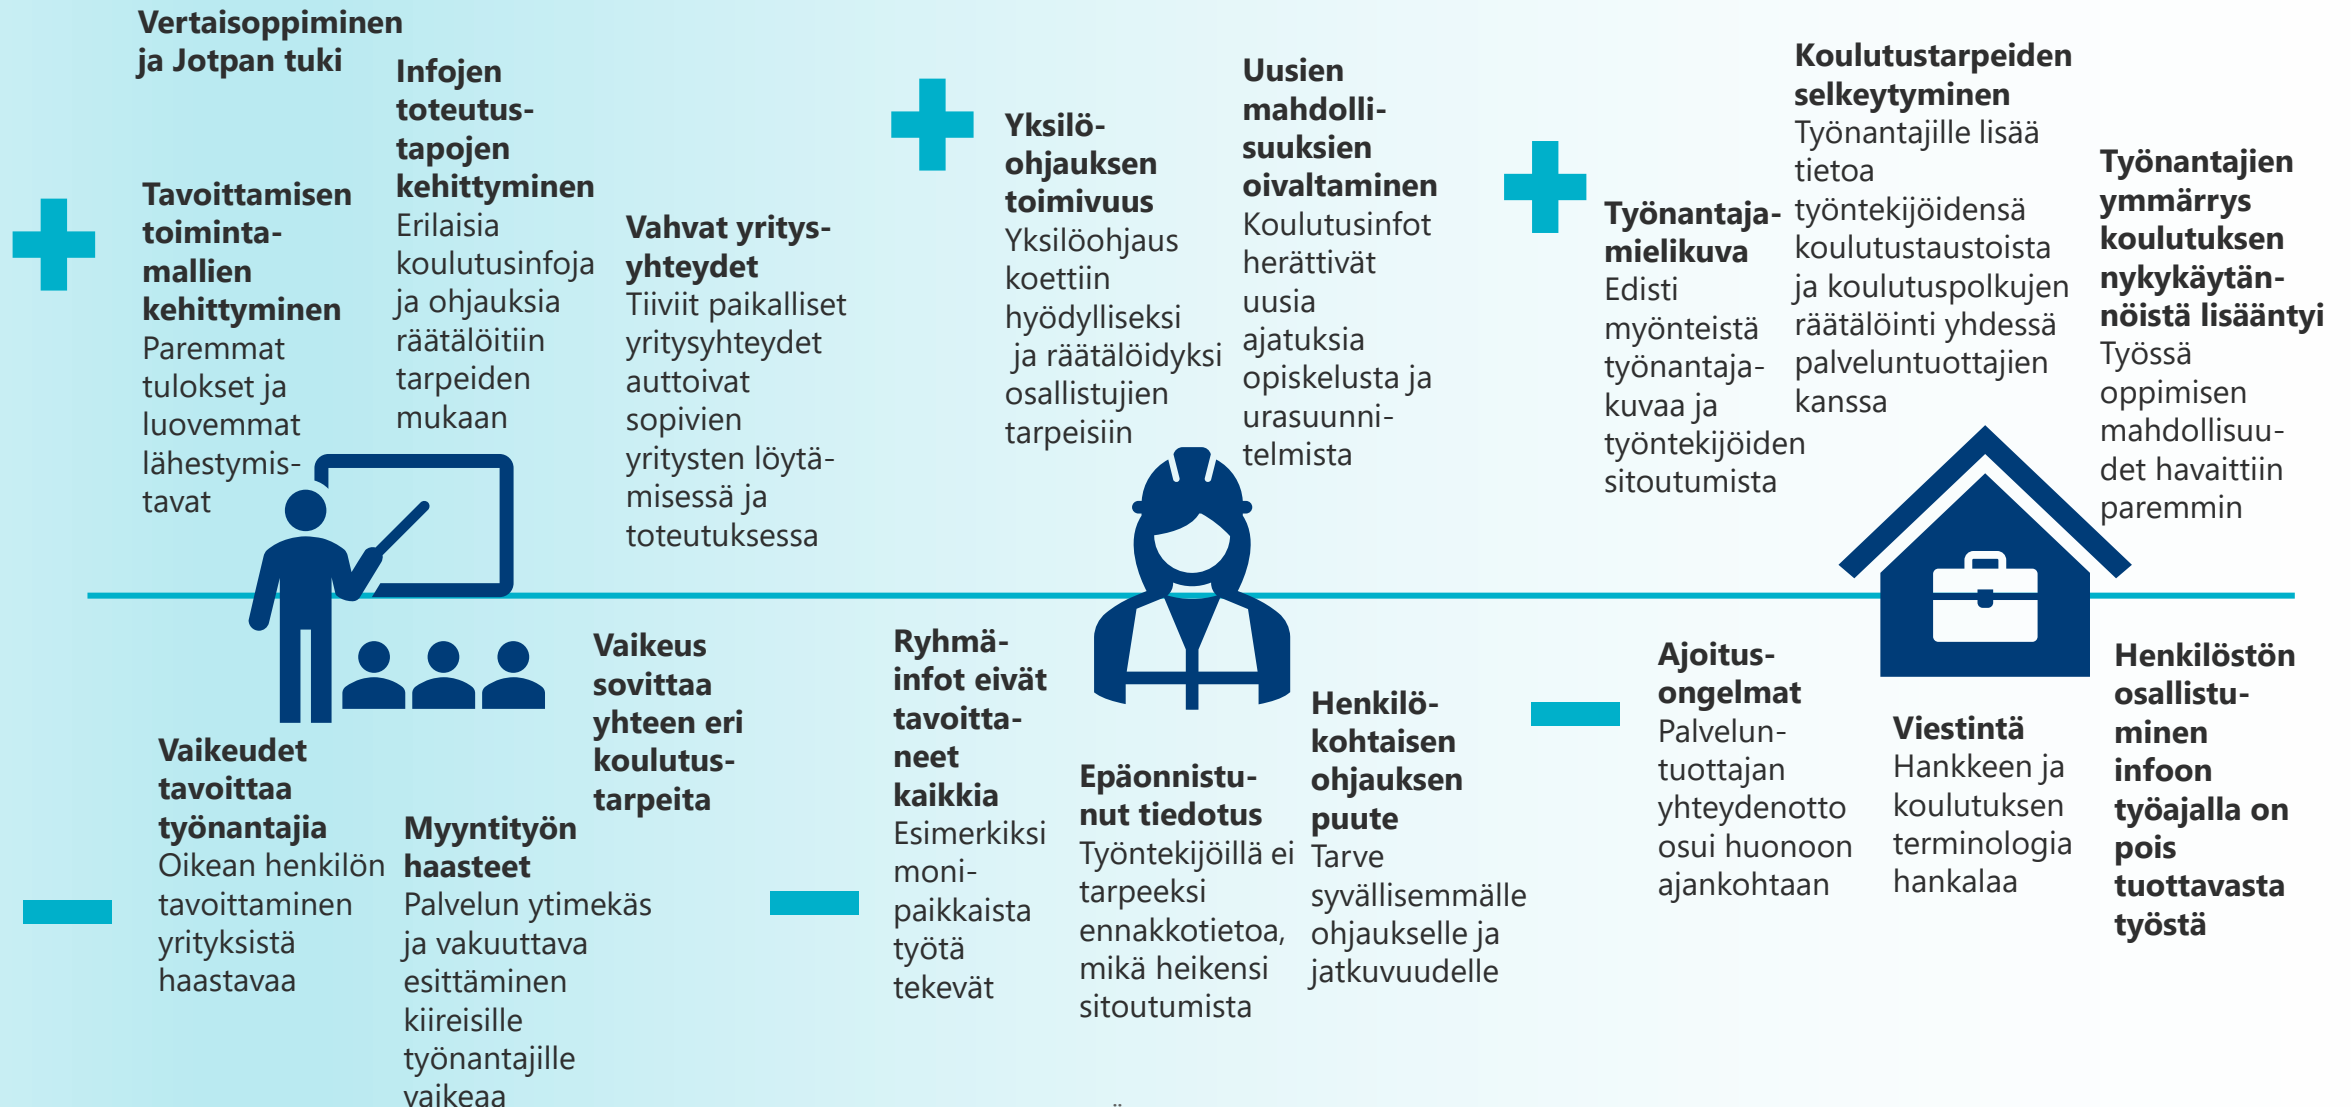 Vertaisoppiminen
ja Jotpan tuki
Tavoittamisen
toiminta-
mallien
kehittyminen
Paremmat
tulokset ja
luovemmat
lähestymis-
tavat
Infojen
toteutus-
tapojen
kehittyminen
Erilaisia
koulutusinfoja
ja ohjauksia
räätälöitiin
tarpeiden
mukaan
Vahvat yritys-
yhteydet
Tiiviit paikalliset
yritysyhteydet
auttoivat
sopivien
yritysten löytä-
misessä ja
toteutuksessa
Yksilö-
ohjauksen
toimivuus
Yksilöohjaus
koettiin
hyödylliseksi
ja räätälöidyksi
osallistujien
tarpeisiin
Uusien
mahdolli-
suuksien
oivaltaminen
Koulutusinfot
herättivät
uusia
ajatuksia
opiskelusta ja
urasuunni-
telmista
Työnantaja-
mielikuva
Edisti
myönteistä
työnantaja-
kuvaa ja
työntekijöiden
sitoutumista
Koulutustarpeiden
selkeytyminen
Työnantajille lisää
tietoa
työntekijöidensä
koulutustaustoista
ja koulutuspolkujen
räätälöinti yhdessä
palveluntuottajien
kanssa
Työnantajien
ymmärrys
koulutuksen
nykykäytän-
nöistä lisääntyi
Työssä
oppimisen
mahdollisuu-
det havaittiin
paremmin
Vaikeudet
tavoittaa
työnantajia
Oikean henkilön
tavoittaminen
yrityksistä
haastavaa
Myyntityön
haasteet
Palvelun ytimekäs
ja vakuuttava
esittäminen
kiireisille
työnantajille
vaikeaa
Vaikeus
sovittaa
yhteen eri
koulutus-
tarpeita
Ryhmä-
infot eivät
tavoitta-
neet
kaikkia
Esimerkiksi
moni-
paikkaista
työtä
tekevät
Epäonnistu-
nut tiedotus
Työntekijöillä ei
tarpeeksi
ennakkotietoa,
mikä heikensi
sitoutumista
Henkilö-
kohtaisen
ohjauksen
puute
Tarve
syvällisemmälle
ohjaukselle ja
jatkuvuudelle
Ajoitus-
ongelmat
Palvelun-
tuottajan
yhteydenotto
osui huonoon
ajankohtaan
Viestintä
Hankkeen ja
koulutuksen
terminologia
hankalaa
Henkilöstön
osallistu-
minen
infoon
työajalla on
pois
tuottavasta
työstä